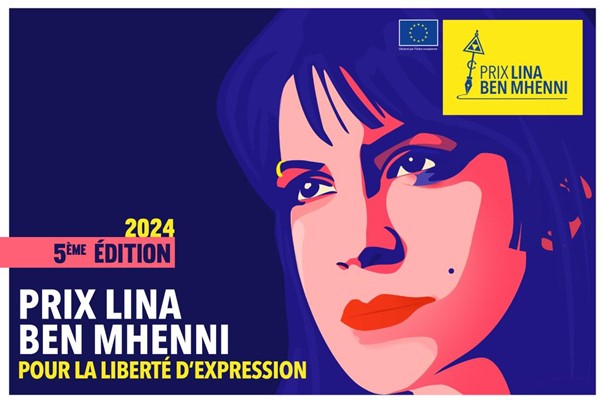 PRIX LINA
BEN MHENNI
2024
5ÈME ÉDITION
PRIX LINA
BEN MHENNI
POUR LA LIBERTÉ D'EXPRESSION